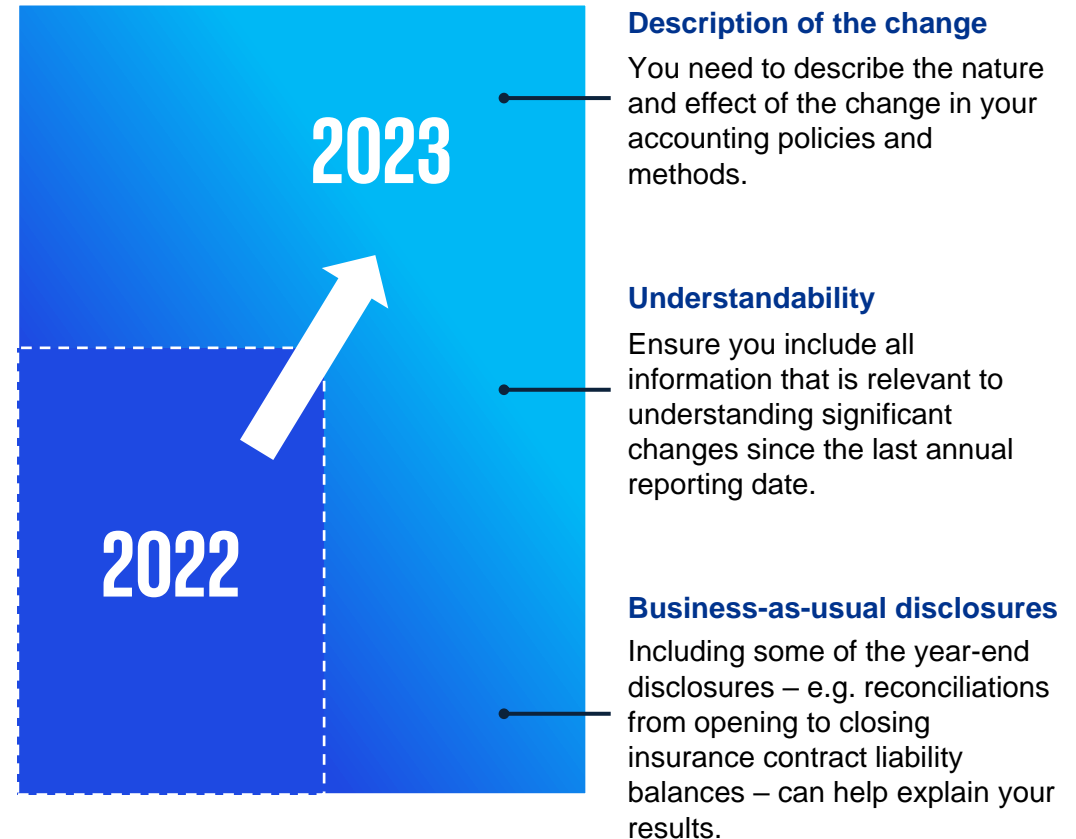 2023
2022
Description of the change
You need to describe the nature
and effect of the change in your
accounting policies and
methods.
Understandability
Ensure you include all
information that is relevant to
understanding significant
changes since the last annual
reporting date.
Business-as-usual disclosures
Including some of the year-end
disclosures – e.g. reconciliations
from opening to closing
insurance contract liability
balances – can help explain your
results.